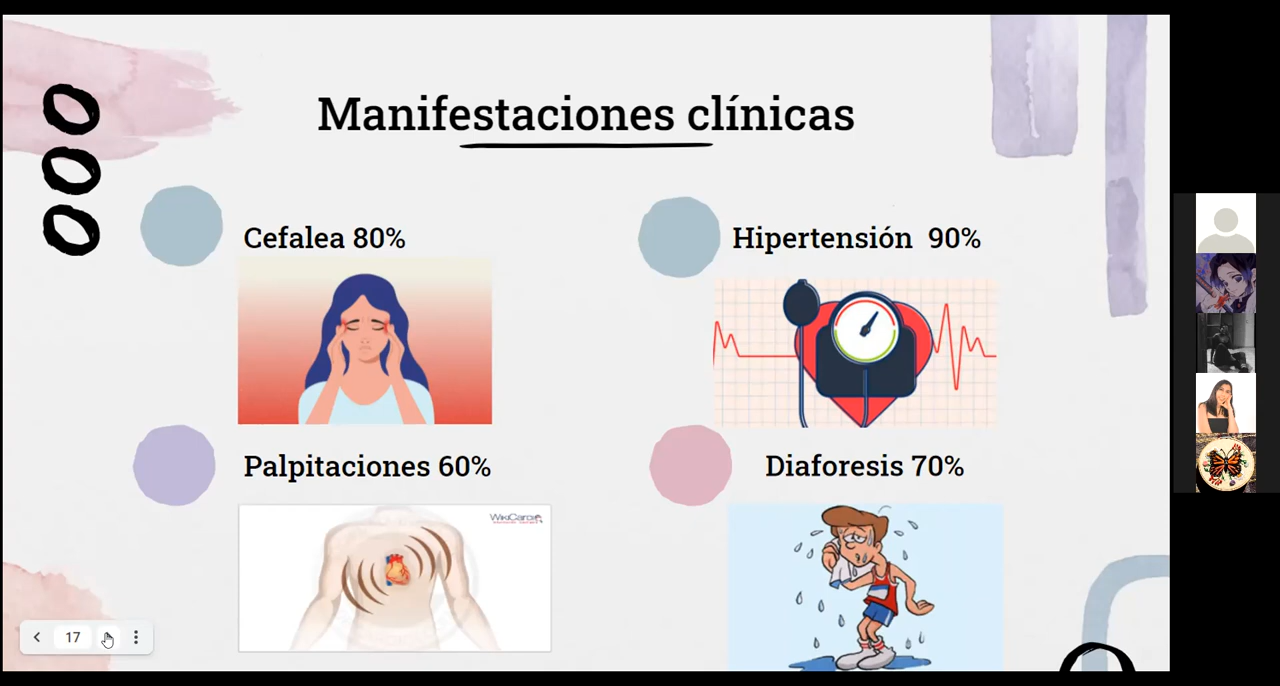 Manifestaciones clínicas
Cefalea 80%
Hipertensión 90%
Palpitaciones 60%
Diaforesis 70%
WikiCardio
17